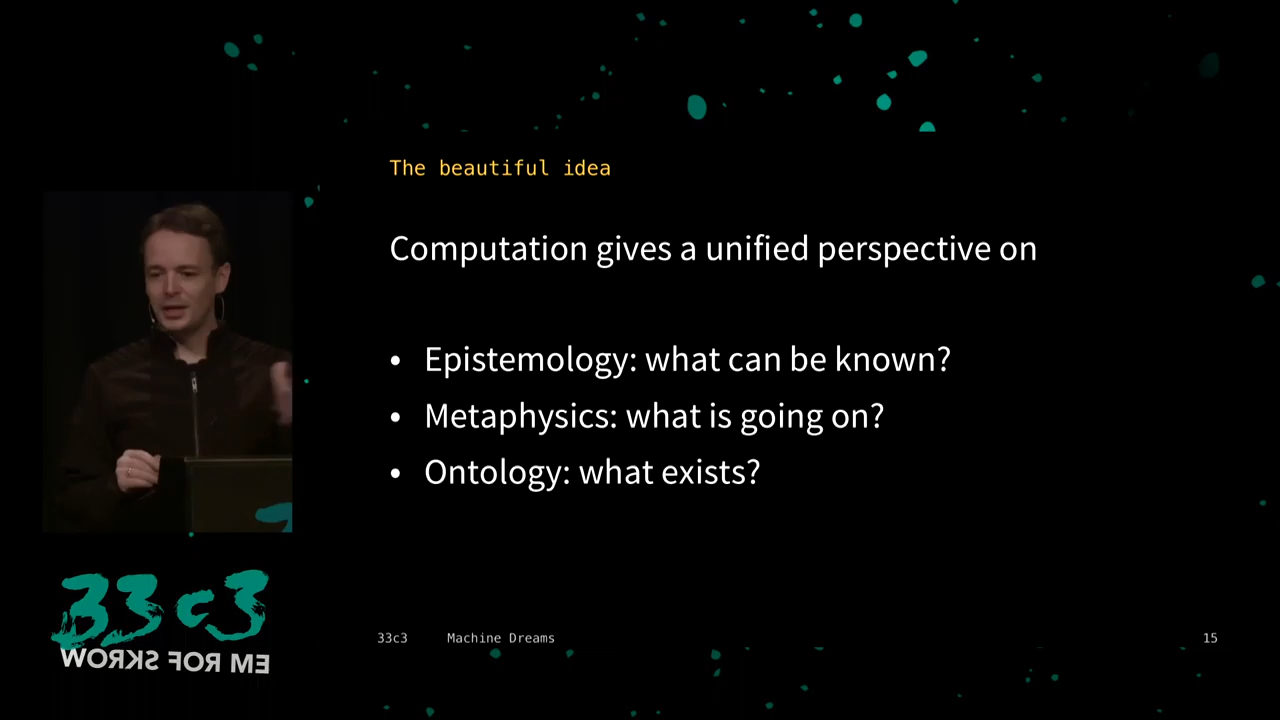 The beautiful idea
Computation gives a unified perspective on
• Epistemology: what can be known?
• Metaphysics: what is going on?
• Ontology: what exists?
33c3
WORKS FOR ME
33c3 Machine Dreams 15